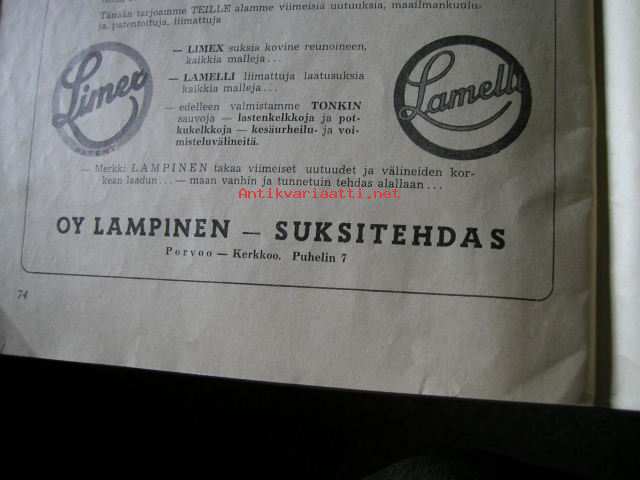 Tänään tarjoamme TEILLE alamme viimeisiä uutuuksia, maailmankuulu-
ja, patentoituja, liimattuja
— LIMEX suksia kovine reunoineen,
kaikkia malleja...
— LAMELLI liimattuja laatusuksia
kaikkia malleja...
— edelleen valmistamme TONKIN
sauvoja — lastenkelkkoja ja pot-
kukelkkoja — kesäurheilu- ja voi-
misteluvälineitä.
Limex
PATENT
Lamelli
— Merkki LAMPINEN takaa viimeiset uutuudet ja välineiden kor-
kean laadun... — maan vanhin ja tunnetuin tehdas alallaan...
Antikvariaatti.net
OY LAMPINEN — SUKSITEHDAS
Porvoo — Kerkkoo. Puhelin 7
74